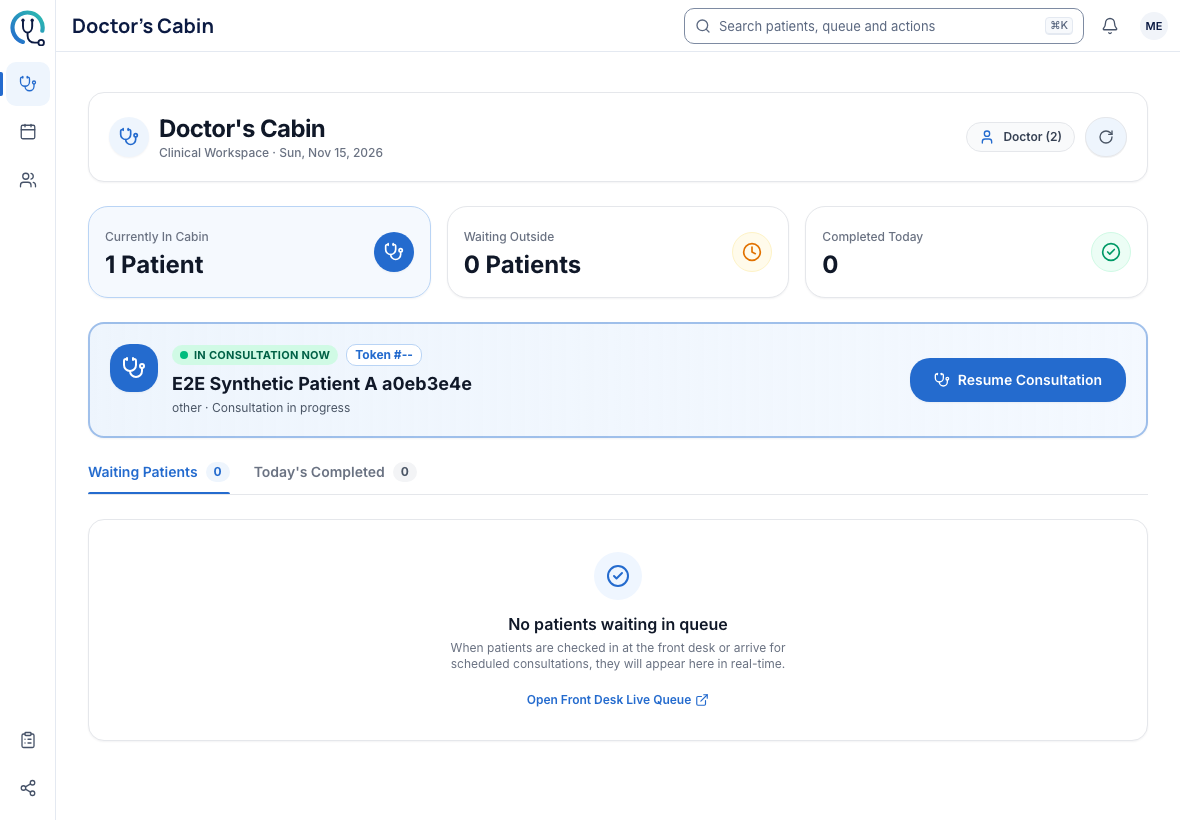 Doctor's Cabin
Search patients, queue and actions
⌘K
ME
Doctor's Cabin
Clinical Workspace · Sun, Nov 15, 2026
Doctor (2)
Currently In Cabin
1 Patient
Waiting Outside
0 Patients
Completed Today
0
IN CONSULTATION NOW
Token #--
E2E Synthetic Patient A a0eb3e4e
other · Consultation in progress
Resume Consultation
Waiting Patients 0
Today's Completed 0
No patients waiting in queue
When patients are checked in at the front desk or arrive for
scheduled consultations, they will appear here in real-time.
Open Front Desk Live Queue